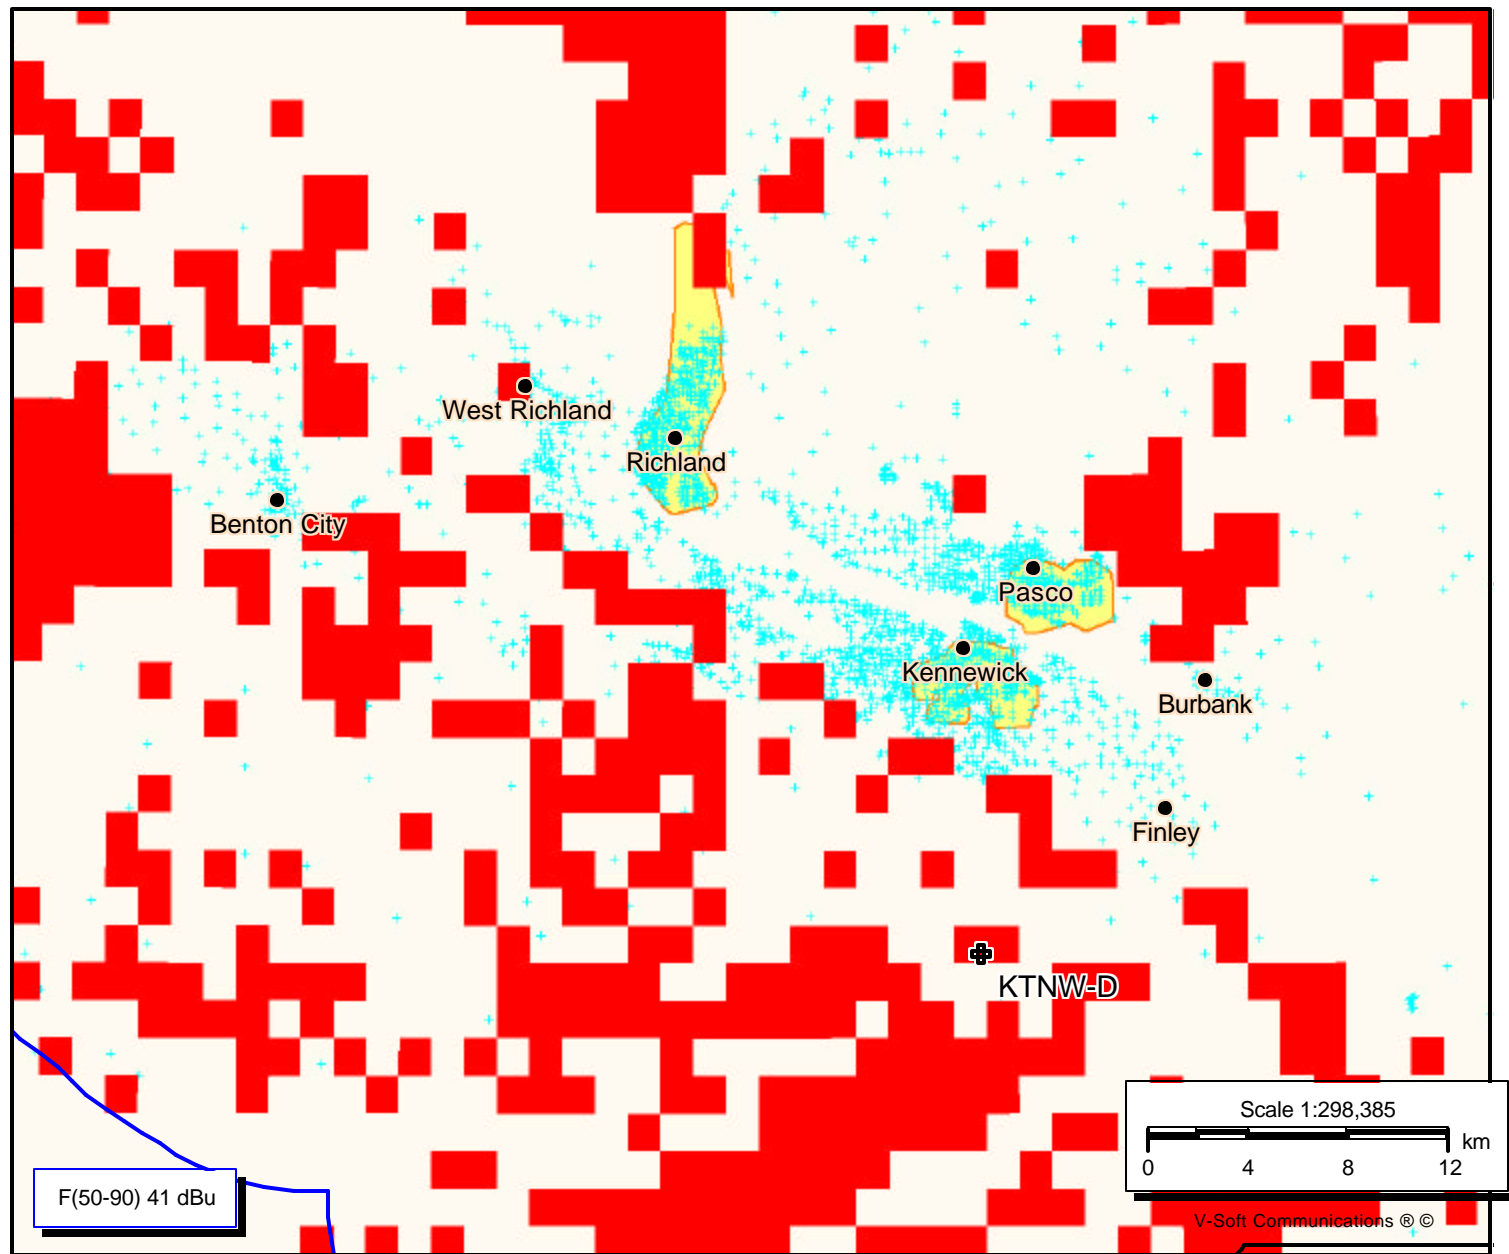 West Richland
Richland
Benton City
Pasco
Kennewick
Burbank
Finley
KTNW-D
Scale 1:298,385
km
0 4 8 12
F(50-90) 41 dBu
V-Soft Communications ® ©